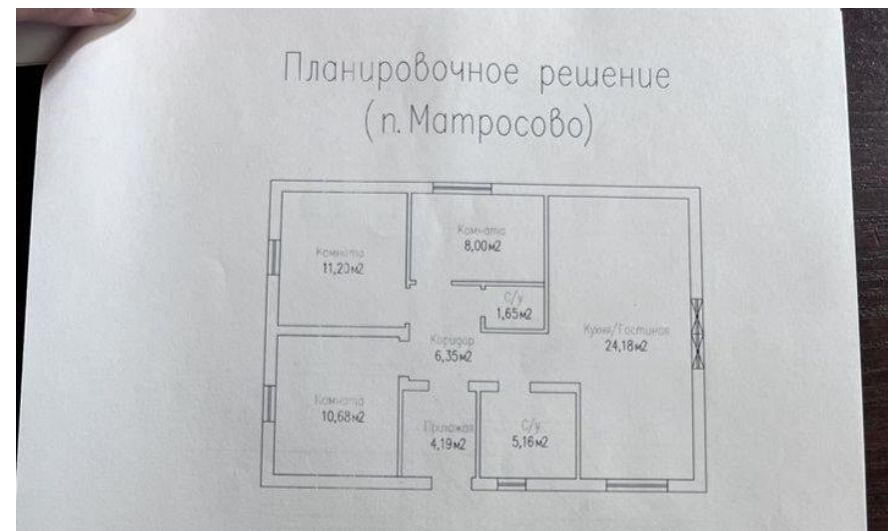 Планировочное решение
(п. Матросово)
Комната
11,20м2
Комната
8,00м2
С/у
1,65м2
Кухня/Гостиная
24,18м2
Коридор
6,35м2
Комната
10,68м2
Прихожая
4,19м2
С/у
5,16м2